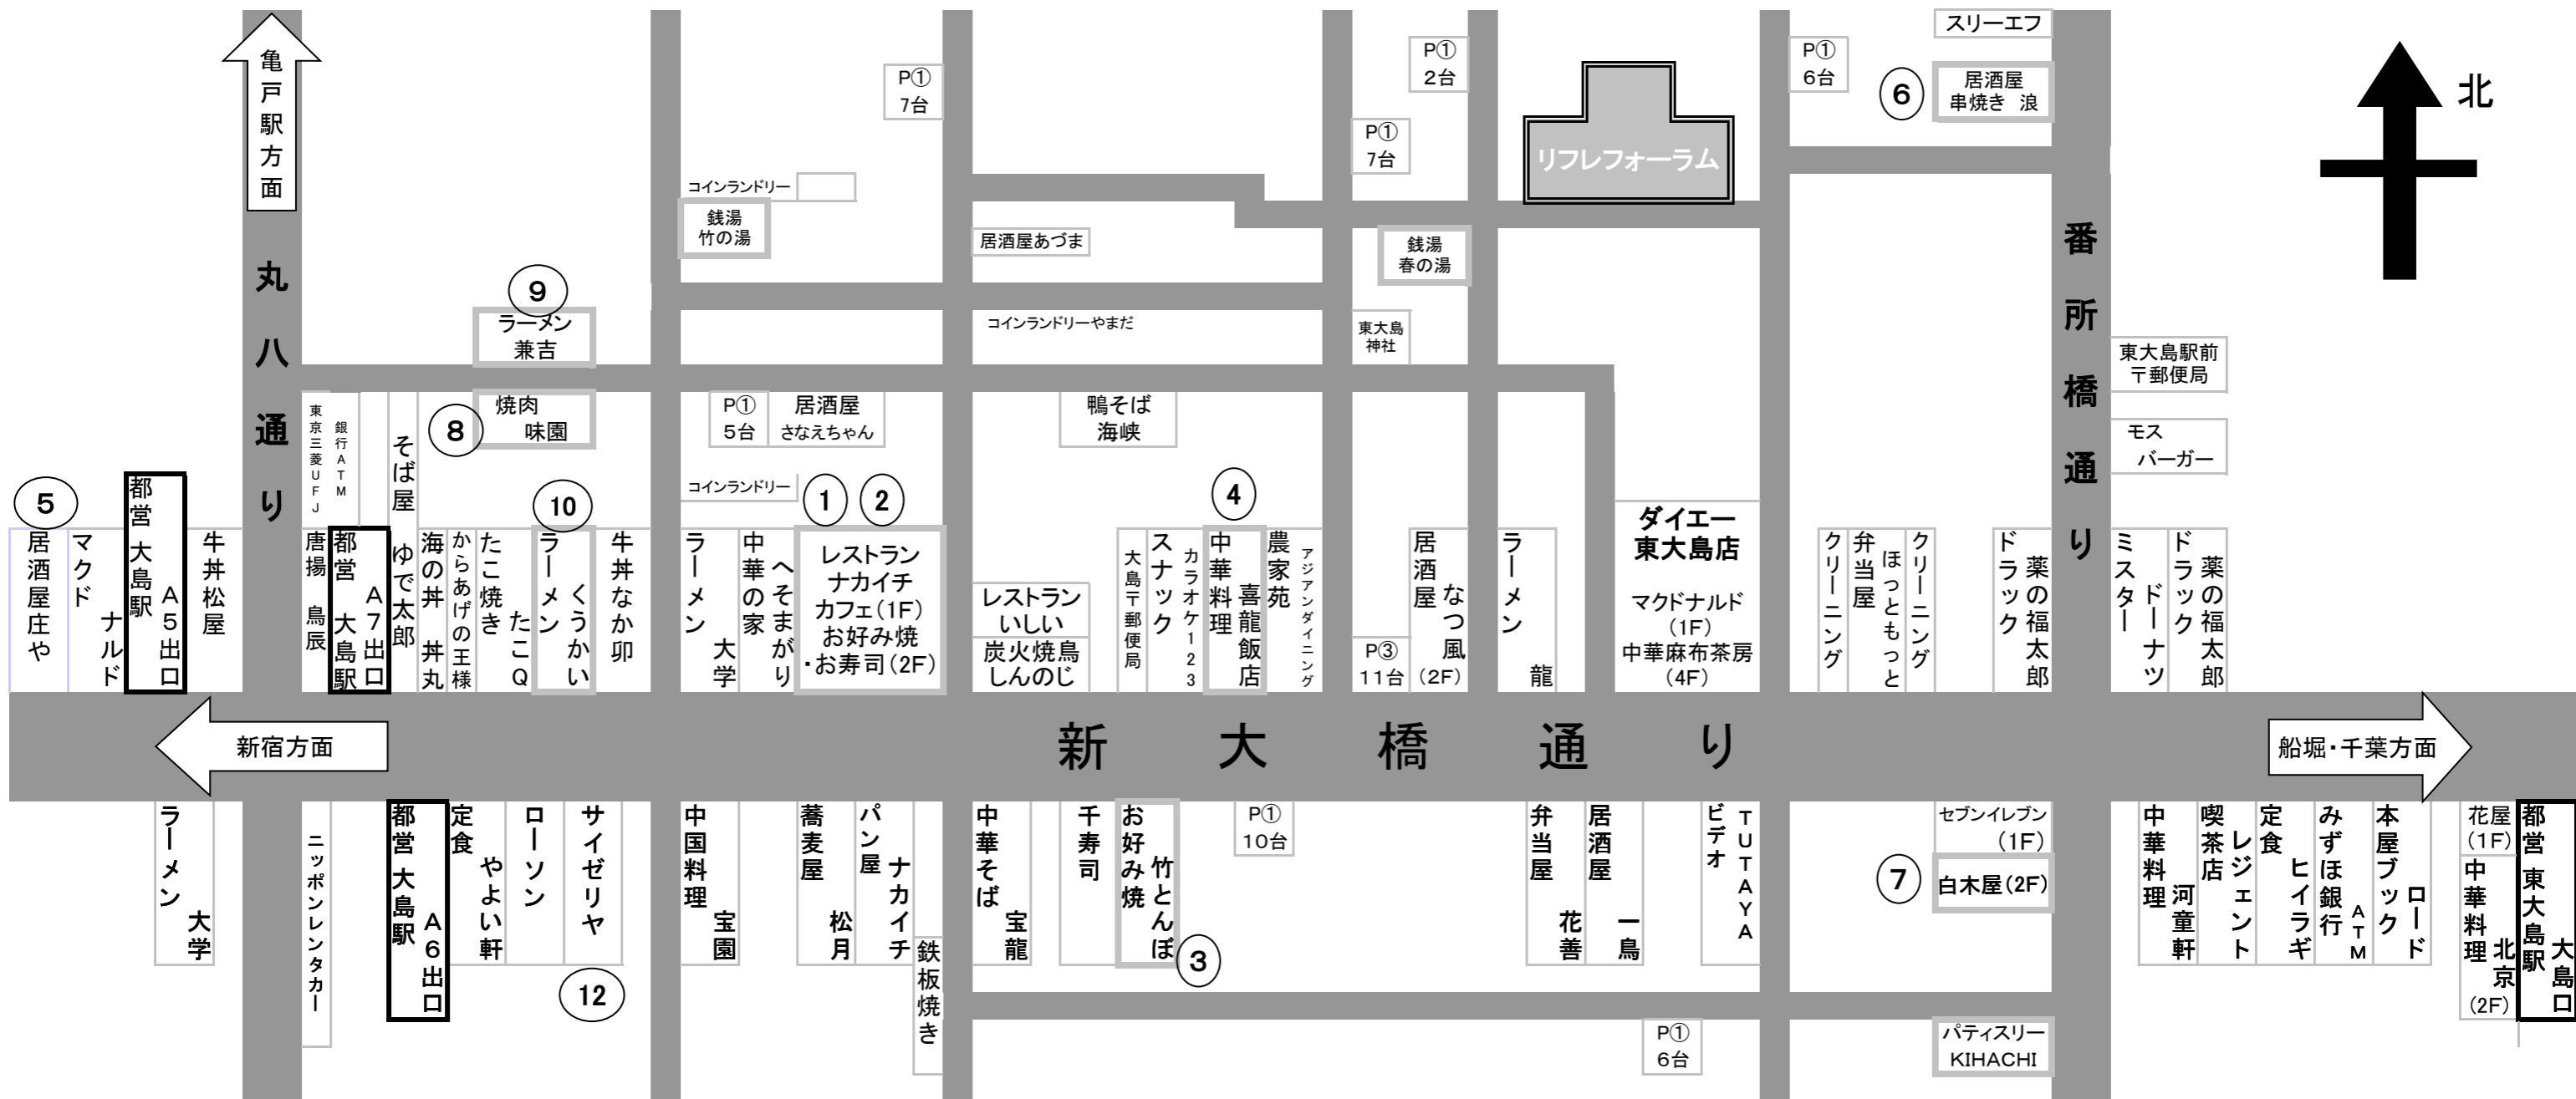 スリーエフ
亀戸駅方面
P①
7台
P①
2台
P①
6台
⑥
居酒屋
串焼き 浪
北
P①
7台
リフレフォーラム
コインランドリー
銭湯
竹の湯
居酒屋あづま
銭湯
春の湯
丸八通り
番所橋通り
⑨
ラーメン
兼吉
コインランドリーやまだ
東大島
神社
東大島駅前
〒郵便局
東京三菱UFJ
銀行ATM
⑧
焼肉
味園
P①
5台
居酒屋
さなえちゃん
鴨そば
海峡
モス
バーガー
コインランドリー
⑤
⑩
①
②
④
居酒屋庄や
マクド
ナルド
都営 大島駅
A5出口
牛丼松屋
唐揚 鳥辰
都営 大島駅
A7出口
そば屋 ゆで太郎
海の丼 丼丸
からあげの王様
たこ焼き
たこQ
ラーメン
くうかい
牛丼なか卯
ラーメン
大学
中華の家
へそまがり
レストラン
ナカイチ
カフェ(1F)
お好み焼
・お寿司(2F)
レストラン
いしい
炭火焼鳥
しんのじ
大島〒郵便局
スナック
カラオケ123
中華料理
喜龍飯店
農家苑
アジアンダイニング
P③
11台
居酒屋
なつ風
(2F)
ラーメン
龍
ダイエー
東大島店
マクドナルド
(1F)
中華麻布茶房
(4F)
クリーニング
弁当屋
ほっともっと
クリーニング
ドラック
薬の福太郎
ミスター
ドーナツ
ドラック
薬の福太郎
新宿方面
新大橋通り
船堀・千葉方面
ラーメン
大学
ニッポンレンタカー
都営 大島駅
A6出口
定食
やよい軒
ローソン
サイゼリヤ
⑫
中国料理
宝園
蕎麦屋
松月
パン屋
ナカイチ
鉄板焼き
中華そば
宝龍
千寿司
お好み焼
竹とんぼ
③
P①
10台
弁当屋
花善
居酒屋
一鳥
ビデオ
TUTAYA
セブンイレブン
(1F)
⑦
白木屋(2F)
中華料理
河童軒
喫茶店
レジェント
定食
ヒイラギ
みずほ銀行
ATM
本屋ブック
ロード
花屋
(1F)
中華料理
北京
(2F)
都営 東大島駅
大島口
P①
6台
パティスリー
KIHACHI